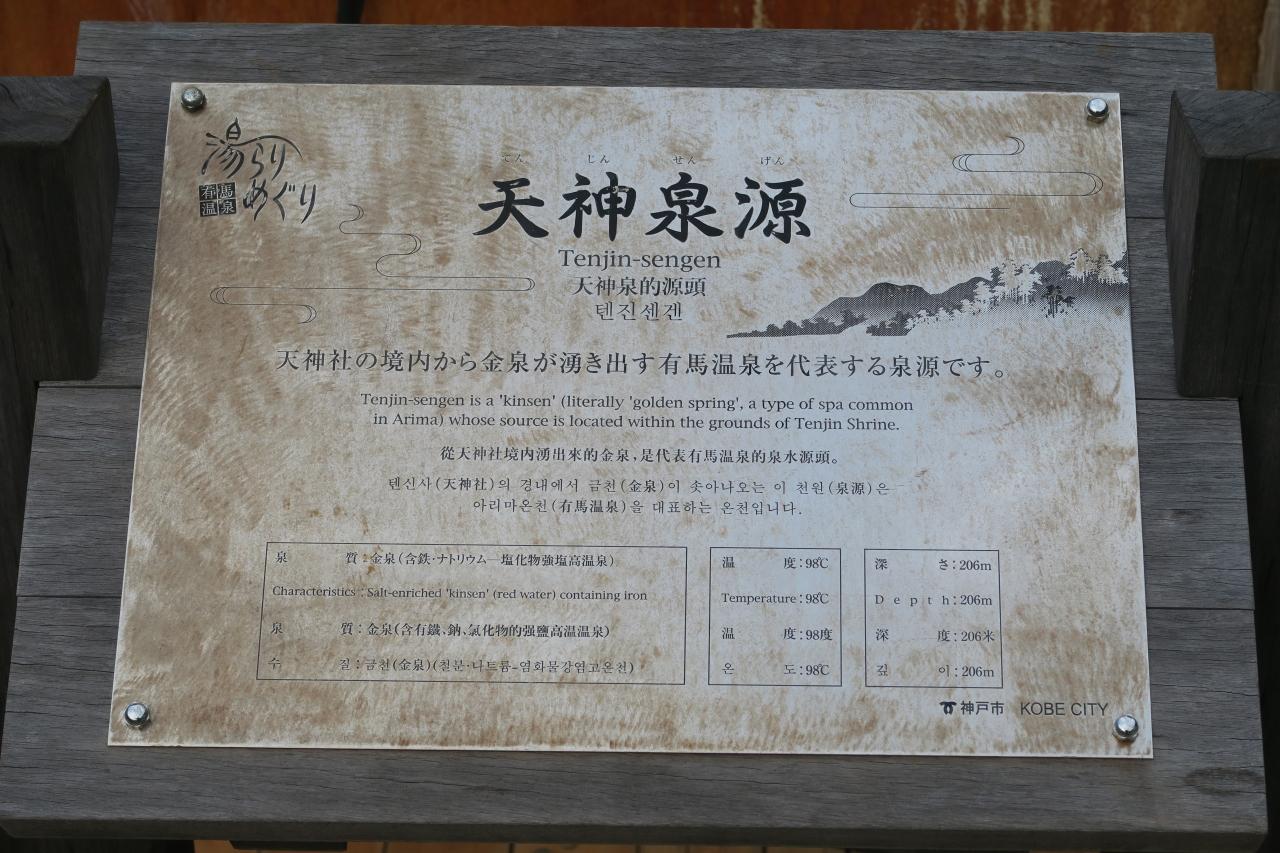 湯らり
めぐり
有馬
温泉
てん じん せん げん
天神泉源
Tenjin-sengen
天神泉的源頭
텐진센겐
天神社の境内から金泉が湧き出す有馬温泉を代表する泉源です。
Tenjin-sengen is a 'kinsen' (literally 'golden spring', a type of spa common
in Arima) whose source is located within the grounds of Tenjin Shrine.
從天神社境内湧出來的金泉,是代表有馬温泉的泉水源頭。
텐신사(天神社)의 경내에서 금천(金泉)이 솟아나오는 이 천원(泉源)은
아리마온천(有馬温泉)을 대표하는 온천입니다.
泉 質:金泉(含鉄・ナトリウム―塩化物強塩高温泉)
Characteristics : Salt-enriched 'kinsen' (red water) containing iron
泉 質:金泉(含有鐵、鈉、氯化物的强鹽高温温泉)
수 질:금천(金泉)(철분・나트륨-염화물강염고온천)
温 度:98℃
Temperature:98℃
温 度:98度
온 도:98℃
深 さ:206m
Depth:206m
深 度:206米
깊 이:206m
神戸市 KOBE CITY